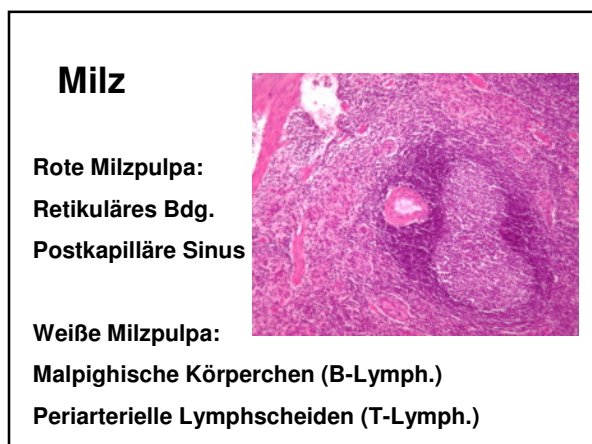 Milz
Rote Milzpulpa:
Retikuläres Bdg.
Postkapilläre Sinus
Weiße Milzpulpa:
Malpighische Körperchen (B-Lymph.)
Periarterielle Lymphscheiden (T-Lymph.)